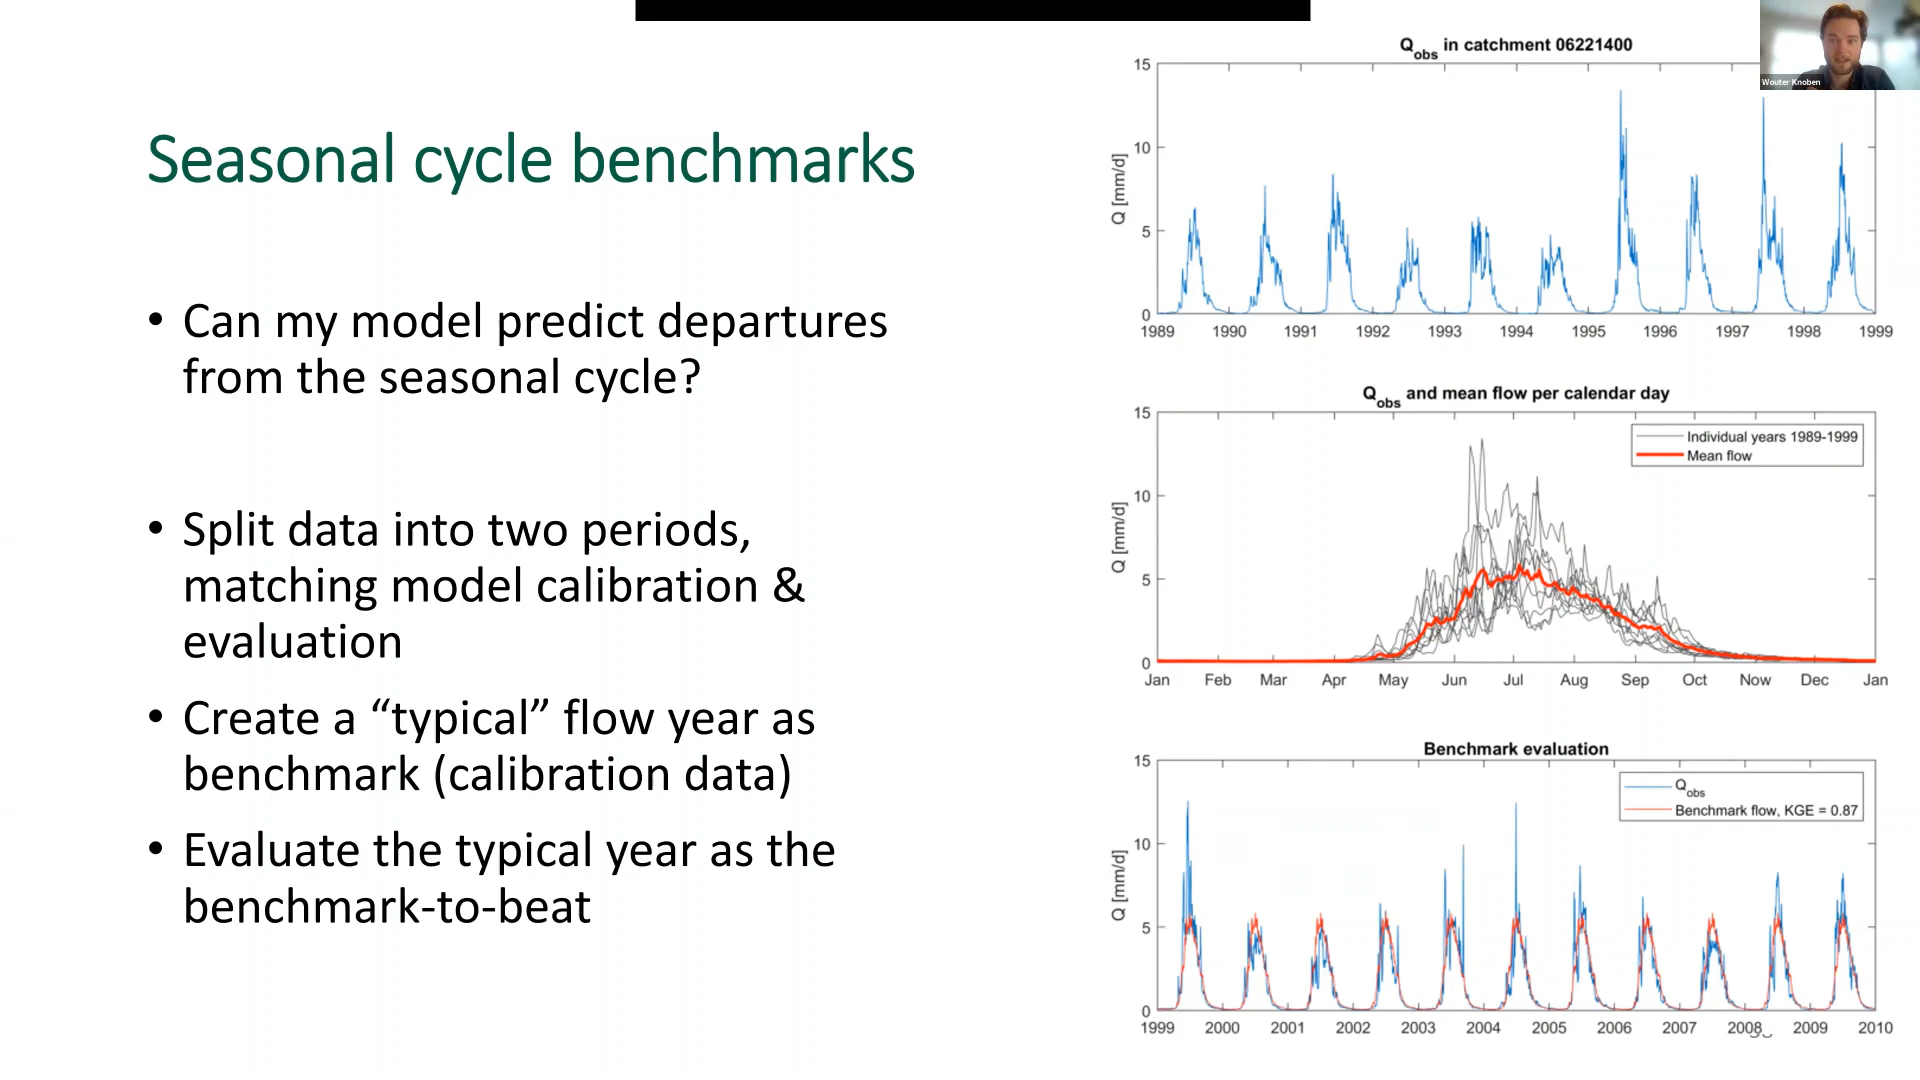 Seasonal cycle benchmarks
• Can my model predict departures
from the seasonal cycle?
• Split data into two periods,
matching model calibration &
evaluation
• Create a “typical” flow year as
benchmark (calibration data)
• Evaluate the typical year as the
benchmark-to-beat
Qobs in catchment 06221400
Q [mm/d]
15
10
5
0
1989 1990 1991 1992 1993 1994 1995 1996 1997 1998 1999
Qobs and mean flow per calendar day
Q [mm/d]
15
10
5
0
Individual years 1989-1999
Mean flow
Jan Feb Mar Apr May Jun Jul Aug Sep Oct Now Dec Jan
Benchmark evaluation
Q [mm/d]
15
10
5
0
Qobs
Benchmark flow, KGE = 0.87
1999 2000 2001 2002 2003 2004 2005 2006 2007 2008 2009 2010
Wouter Knoben